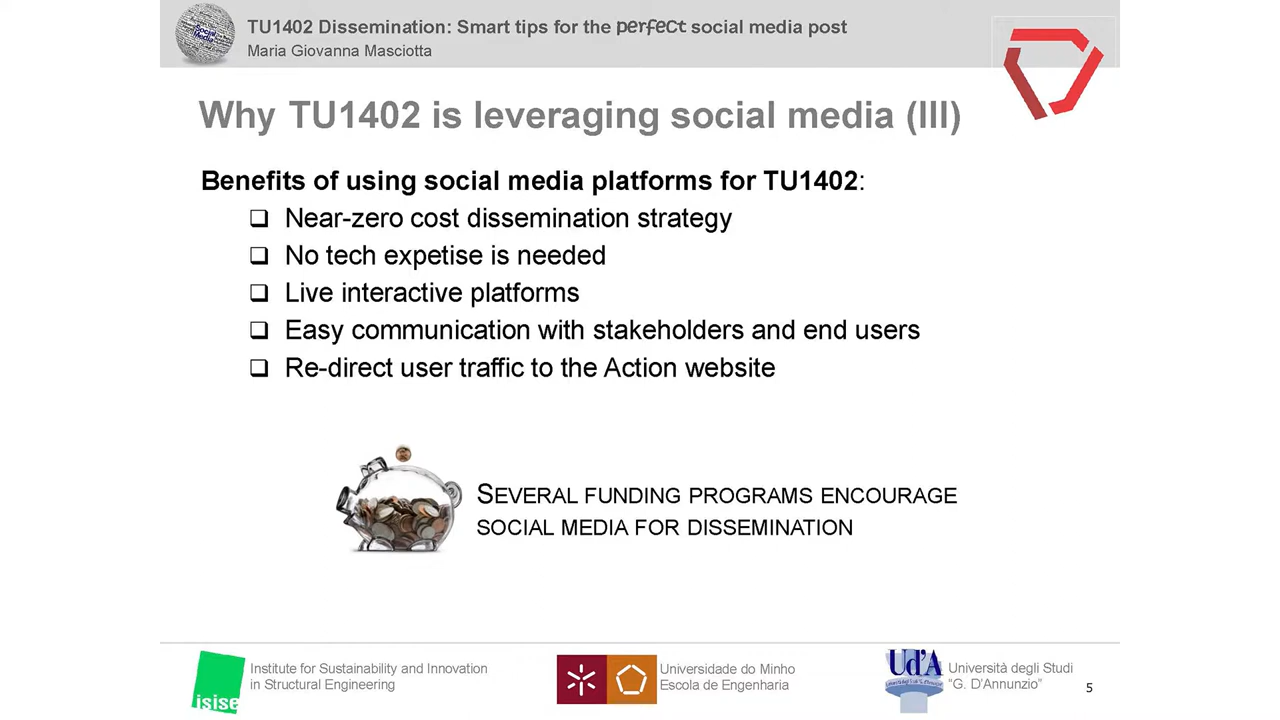 Social
Media
TU1402 Dissemination: Smart tips for the perfect social media post
Maria Giovanna Masciotta
Why TU1402 is leveraging social media (III)
Benefits of using social media platforms for TU1402:
❑ Near-zero cost dissemination strategy
❑ No tech expetise is needed
❑ Live interactive platforms
❑ Easy communication with stakeholders and end users
❑ Re-direct user traffic to the Action website
SEVERAL FUNDING PROGRAMS ENCOURAGE
SOCIAL MEDIA FOR DISSEMINATION
isise
Institute for Sustainability and Innovation
in Structural Engineering
Universidade do Minho
Escola de Engenharia
Ud'A
Università degli Studi
"G. D'Annunzio"
5